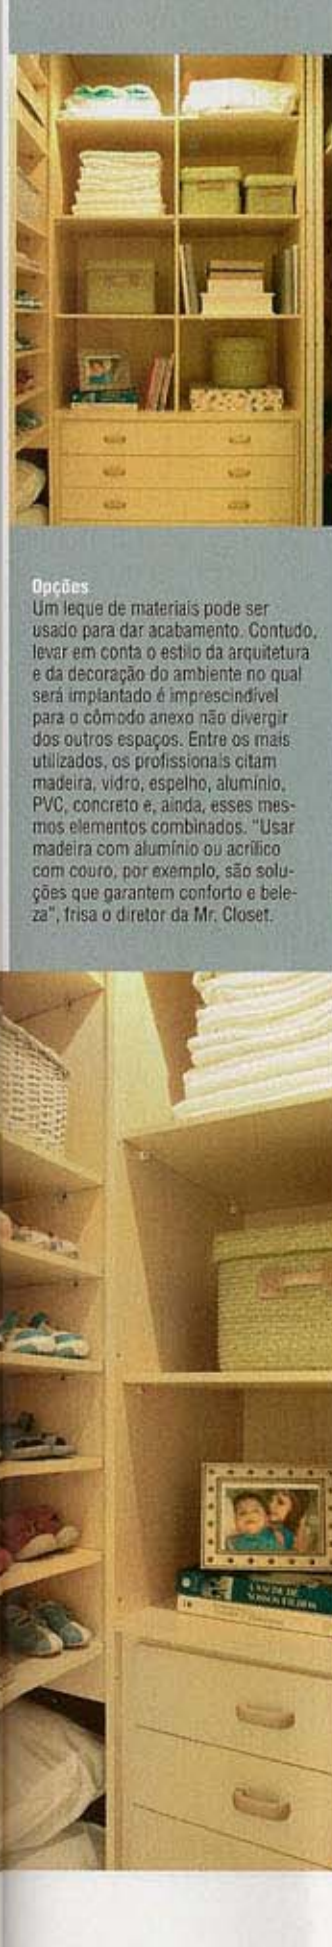 Opções
Um leque de materiais pode ser
usado para dar acabamento. Contudo,
levar em conta o estilo da arquitetura
e da decoração do ambiente no qual
será implantado é imprescindível
para o cômodo anexo não divergir
dos outros espaços. Entre os mais
utilizados, os profissionais citam
madeira, vidro, espelho, alumínio,
PVC, concreto e, ainda, esses mes-
mos elementos combinados. "Usar
madeira com alumínio ou acrílico
com couro, por exemplo, são solu-
ções que garantem conforto e bele-
za", frisa o diretor da Mr. Closet.
A SAÚDE DE
NOSSOS FILHOS